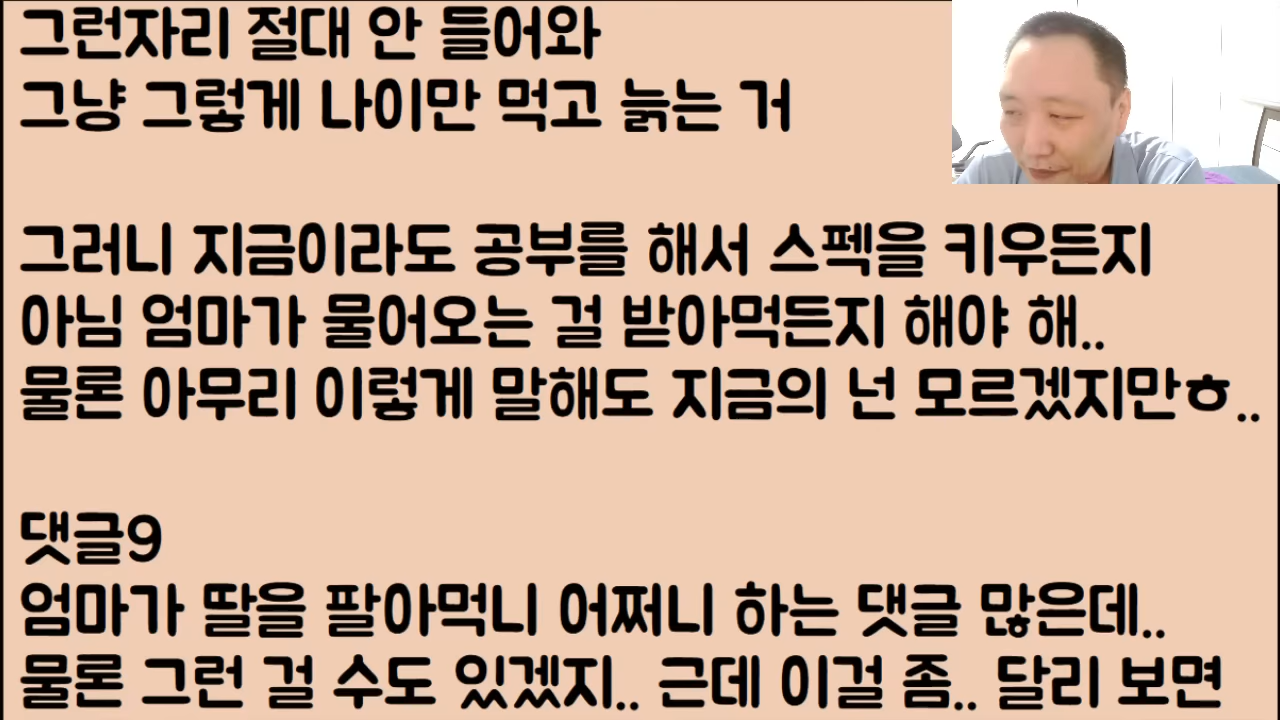 그런자리 절대 안 들어와
그냥 그렇게 나이만 먹고 늙는 거
그러니 지금이라도 공부를 해서 스펙을 키우든지
아님 엄마가 물어오는 걸 받아먹든지 해야 해..
물론 아무리 이렇게 말해도 지금의 넌 모르겠지만ㅎ..
댓글9
엄마가 딸을 팔아먹니 어쩌니 하는 댓글 많은데..
물론 그런 걸 수도 있겠지.. 근데 이걸 좀.. 달리 보면